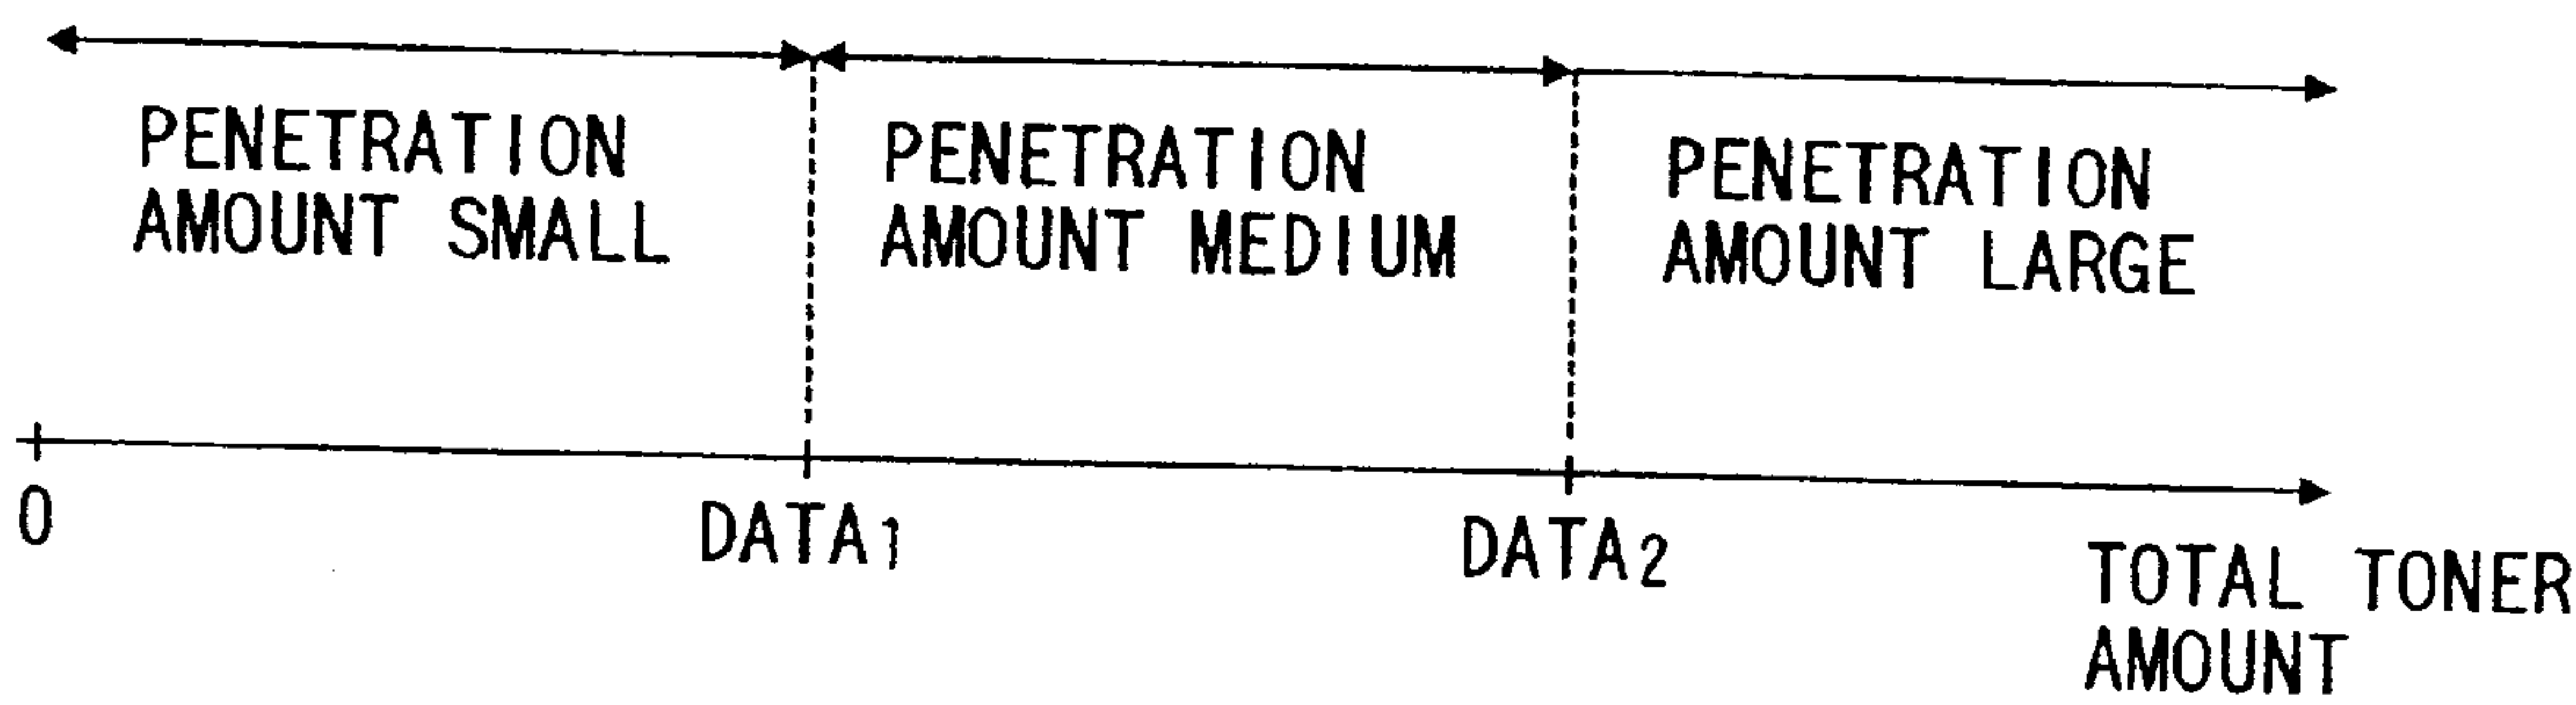 PENETRATION
AMOUNT SMALL
PENETRATION
AMOUNT MEDIUM
PENETRATION
AMOUNT LARGE
0
DATA1
DATA2
TOTAL TONER
AMOUNT